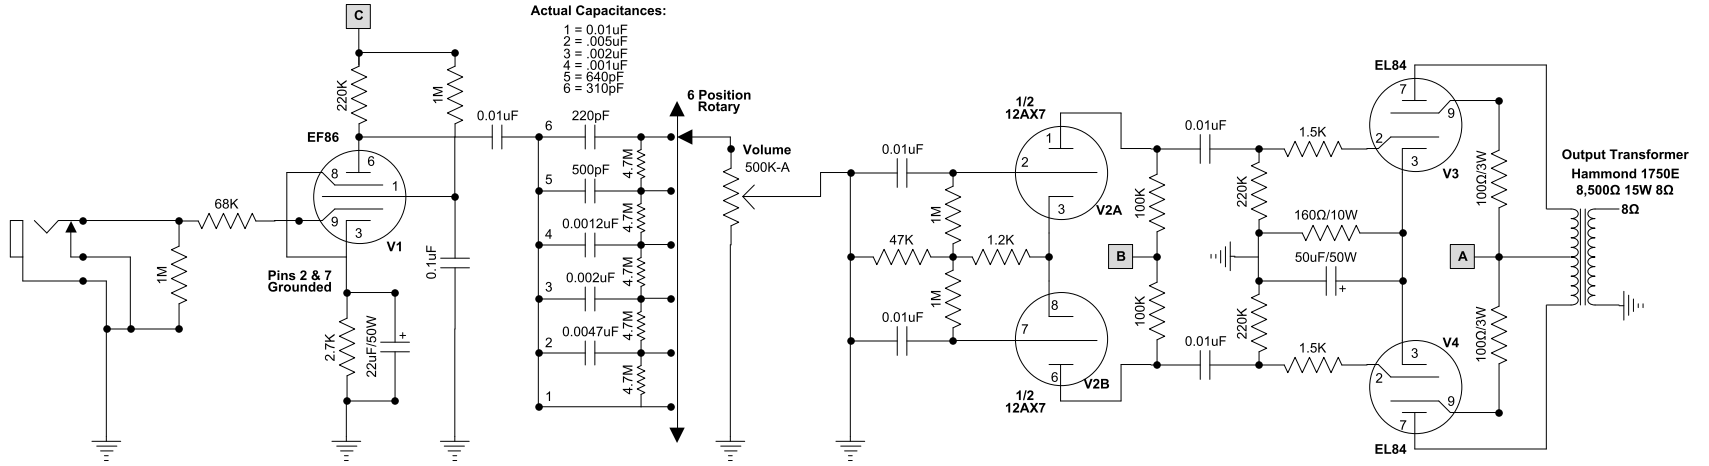 C
Actual Capacitances:
1 = 0.01uF
2 = .005uF
3 = .002uF
4 = .001uF
5 = 640pF
6 = 310pF
220K
1M
EF86
0.01uF
6
8
1
9
3
V1
68K
1M
Pins 2 & 7
Grounded
2.7K
22uF/50W
+
0.1uF
6 Position
Rotary
6
220pF
4.7M
5
500pF
4.7M
4
0.0012uF
4.7M
3
0.002uF
4.7M
2
0.0047uF
4.7M
1
Volume
500K-A
0.01uF
1M
47K
1.2K
1M
0.01uF
1/2
12AX7
1
2
3
V2A
8
7
6
V2B
1/2
12AX7
100K
B
100K
0.01uF
1.5K
220K
160Ω/10W
50uF/50W
+
220K
0.01uF
1.5K
EL84
7
9
2
3
V3
100Ω/3W
A
100Ω/3W
V4
3
2
9
7
EL84
Output Transformer
Hammond 1750E
8,500Ω 15W 8Ω
8Ω